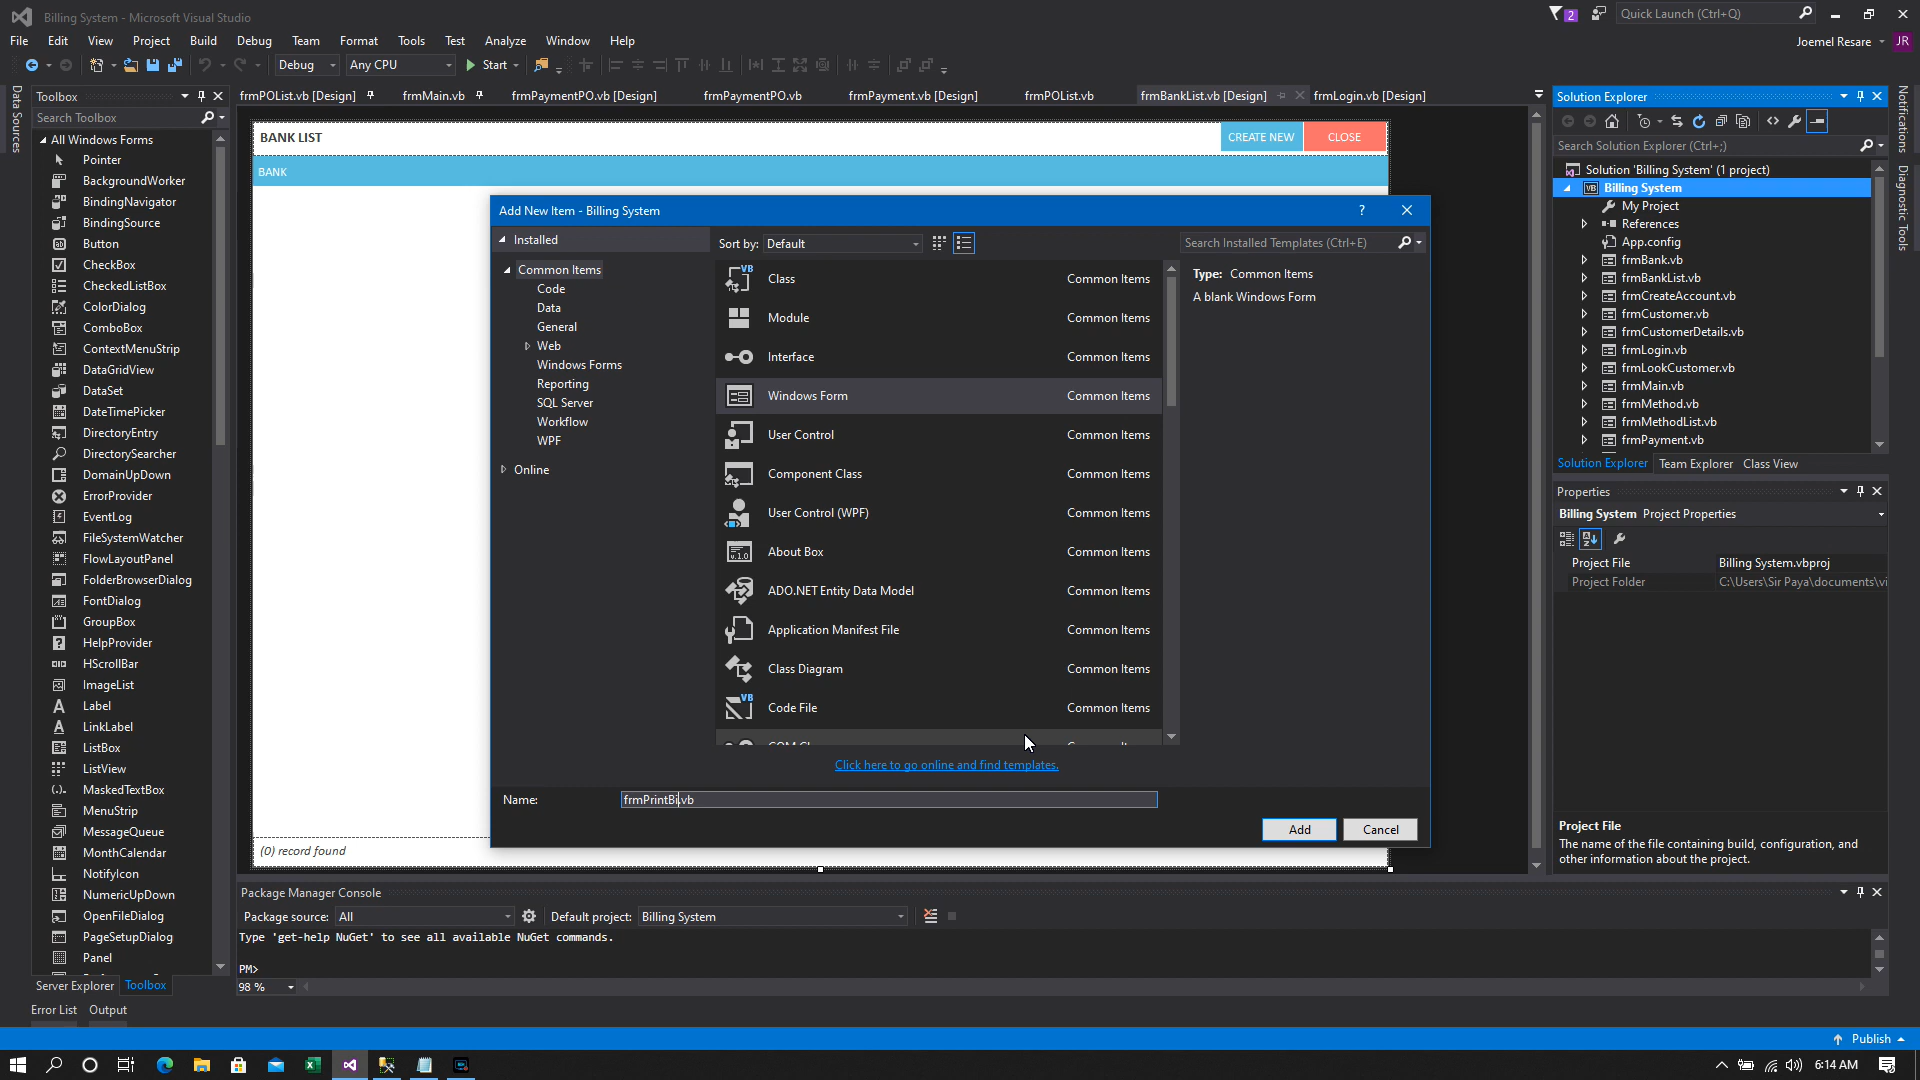 Billing System - Microsoft Visual Studio
2
Quick Launch (Ctrl+Q)
File Edit View Project Build Debug Team Format Tools Test Analyze Window Help
Joemel Resare JR
Debug Any CPU Start
Data Sources
Toolbox
Search Toolbox
All Windows Forms
Pointer
BackgroundWorker
BindingNavigator
BindingSource
Button
CheckBox
CheckedListBox
ColorDialog
ComboBox
ContextMenuStrip
DataGridView
DataSet
DateTimePicker
DirectoryEntry
DirectorySearcher
DomainUpDown
ErrorProvider
EventLog
FileSystemWatcher
FlowLayoutPanel
FolderBrowserDialog
FontDialog
GroupBox
HelpProvider
HScrollBar
ImageList
Label
LinkLabel
ListBox
ListView
MaskedTextBox
MenuStrip
MessageQueue
MonthCalendar
NotifyIcon
NumericUpDown
OpenFileDialog
PageSetupDialog
Panel
Server Explorer Toolbox
Error List Output
frmPOList.vb [Design] frmMain.vb frmPaymentPO.vb [Design] frmPaymentPO.vb frmPayment.vb [Design] frmPOList.vb frmBankList.vb [Design] frmLogin.vb [Design]
BANK LIST
CREATE NEW CLOSE
BANK
(0) record found
Add New Item - Billing System
?
Installed
Common Items
Code
Data
General
Web
Windows Forms
Reporting
SQL Server
Workflow
WPF
Online
Sort by: Default
Search Installed Templates (Ctrl+E)
Class Common Items
Module Common Items
Interface Common Items
Windows Form Common Items
User Control Common Items
Component Class Common Items
User Control (WPF) Common Items
About Box Common Items
ADO.NET Entity Data Model Common Items
Application Manifest File Common Items
Class Diagram Common Items
Code File Common Items
Type: Common Items
A blank Windows Form
Click here to go online and find templates.
Name: frmPrintBi.vb
Add Cancel
Package Manager Console
Package source: All Default project: Billing System
Type 'get-help NuGet' to see all available NuGet commands.
PM>
98 %
Solution Explorer
Search Solution Explorer (Ctrl+;)
Solution 'Billing System' (1 project)
VB Billing System
My Project
References
App.config
frmBank.vb
frmBankList.vb
frmCreateAccount.vb
frmCustomer.vb
frmCustomerDetails.vb
frmLogin.vb
frmLookCustomer.vb
frmMain.vb
frmMethod.vb
frmMethodList.vb
frmPayment.vb
Solution Explorer Team Explorer Class View
Properties
Billing System Project Properties
Project File Billing System.vbproj
Project Folder C:\Users\Sir Paya\documents\vi
Project File
The name of the file containing build, configuration, and
other information about the project.
Notifications
Diagnostic Tools
Publish
6:14 AM